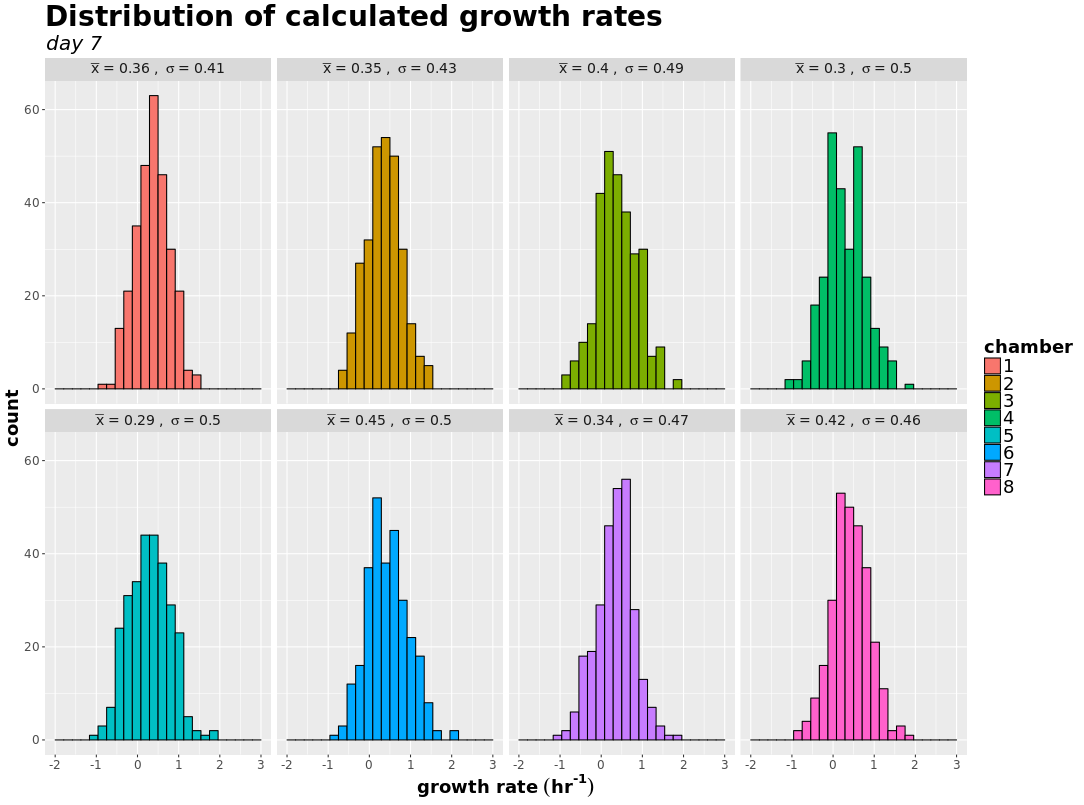 Distribution of calculated growth rates
day 7
x̅ = 0.36 , σ = 0.41
x̅ = 0.35 , σ = 0.43
x̅ = 0.4 , σ = 0.49
x̅ = 0.3 , σ = 0.5
60
40
20
0
x̅ = 0.29 , σ = 0.5
x̅ = 0.45 , σ = 0.5
x̅ = 0.34 , σ = 0.47
x̅ = 0.42 , σ = 0.46
60
40
20
0
-2 -1 0 1 2 3
-2 -1 0 1 2 3
-2 -1 0 1 2 3
-2 -1 0 1 2 3
count
growth rate (hr⁻¹)
chamber
1
2
3
4
5
6
7
8